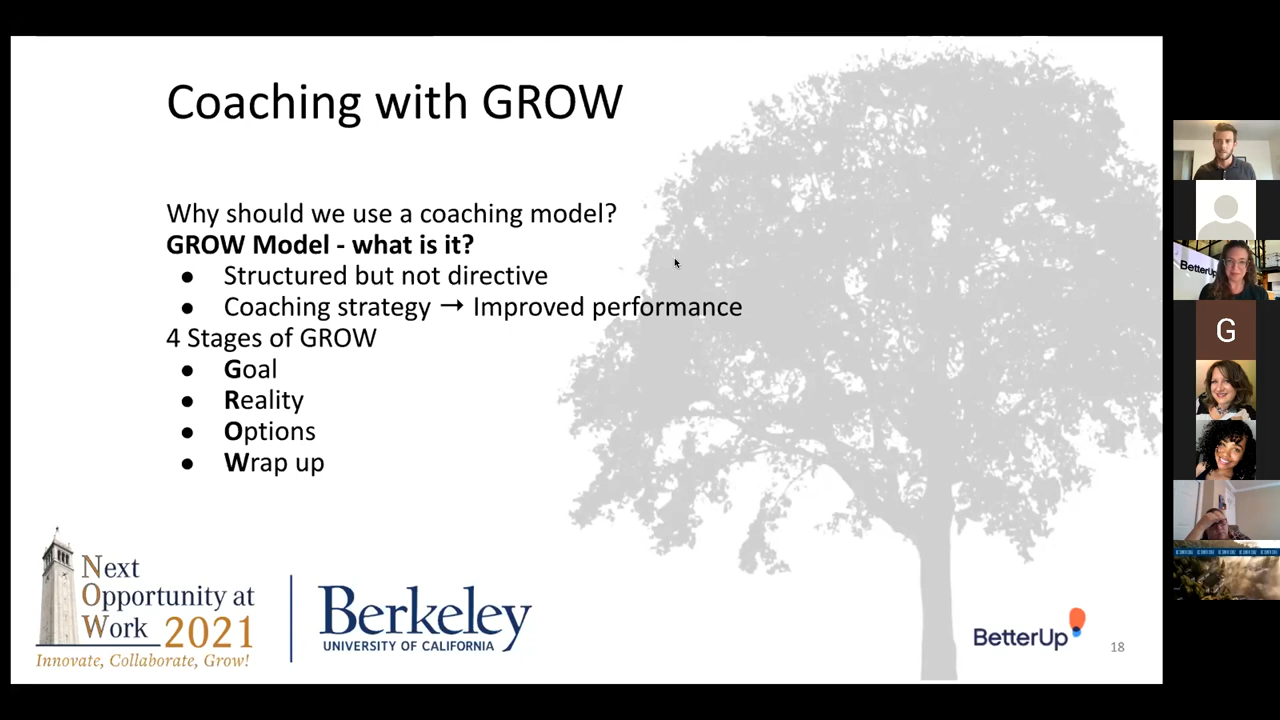 Coaching with GROW
Why should we use a coaching model?
GROW Model - what is it?
● Structured but not directive
● Coaching strategy → Improved performance
4 Stages of GROW
● Goal
● Reality
● Options
● Wrap up
Next
Opportunity at
Work 2021
Innovate, Collaborate, Grow!
Berkeley
UNIVERSITY OF CALIFORNIA
BetterUp
18
BetterUp
G